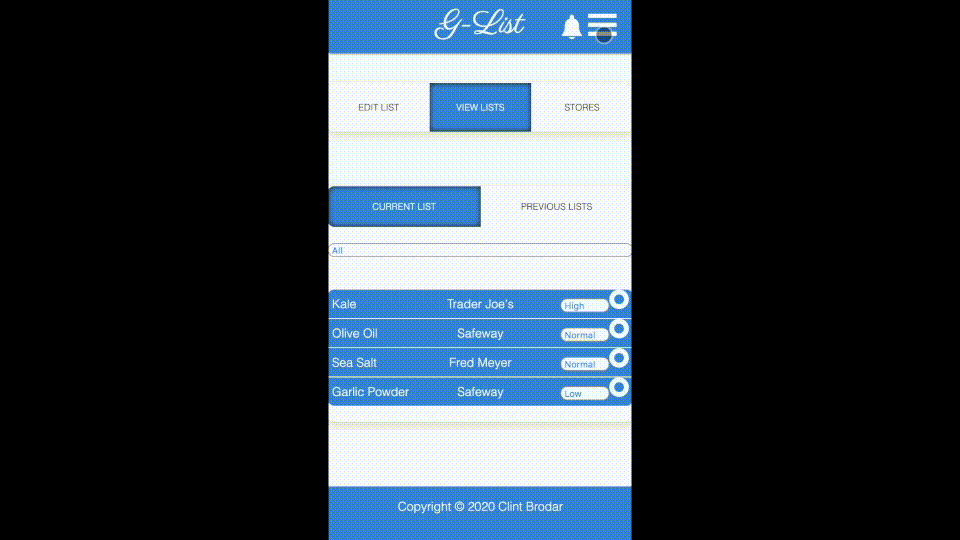 G-List
EDIT LIST VIEW LISTS STORES
CURRENT LIST PREVIOUS LISTS
All
Kale Trader Joe's High
Olive Oil Safeway Normal
Sea Salt Fred Meyer Normal
Garlic Powder Safeway Low
Copyright © 2020 Clint Brodar